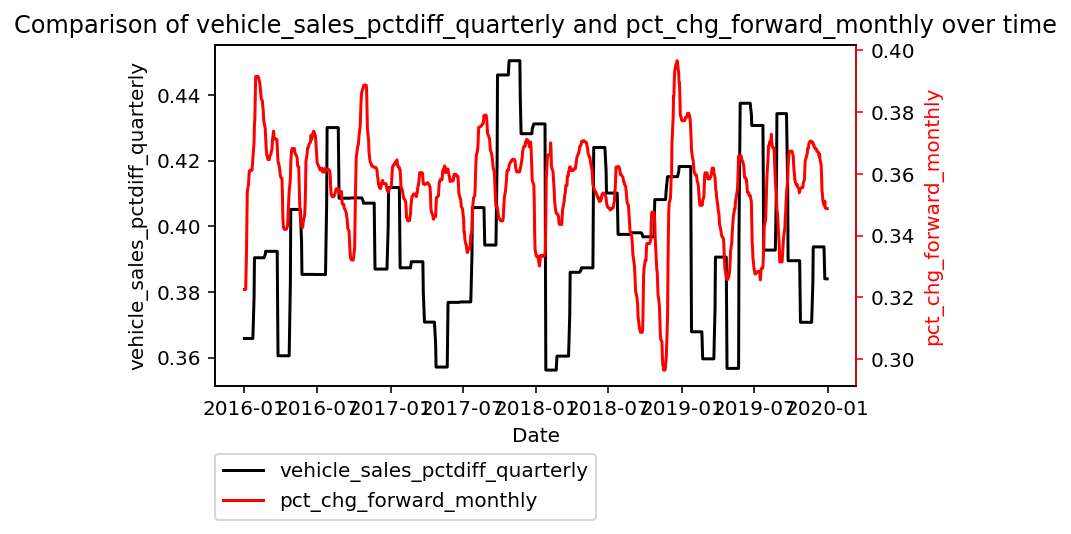 Comparison of vehicle_sales_pctdiff_quarterly and pct_chg_forward_monthly over time
vehicle_sales_pctdiff_quarterly
0.44
0.42
0.40
0.38
0.36
0.40
0.38
0.36
0.34
0.32
0.30
pct_chg_forward_monthly
2016-01 2016-07 2017-01 2017-07 2018-01 2018-07 2019-01 2019-07 2020-01
Date
vehicle_sales_pctdiff_quarterly
pct_chg_forward_monthly